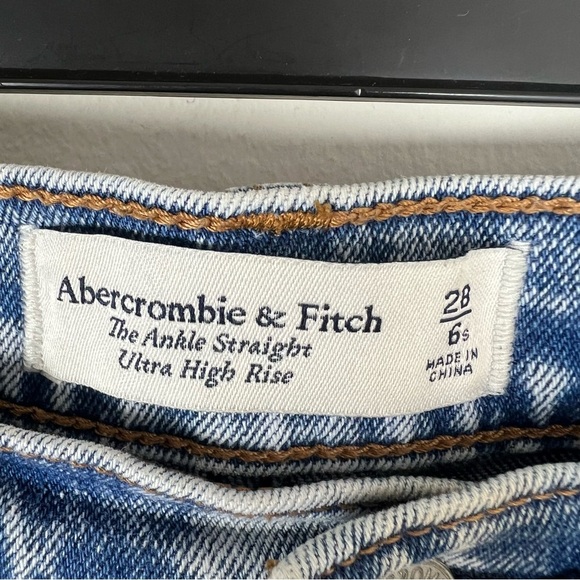 Abercrombie & Fitch
The Ankle Straight
Ultra High Rise
28
6s
MADE IN
CHINA